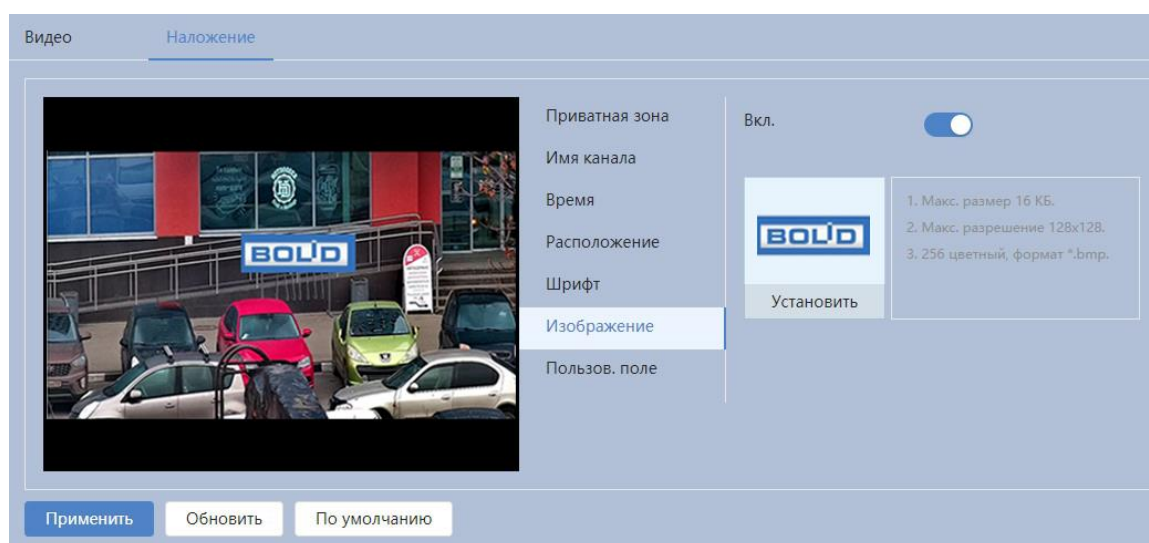 Видео
Наложение
BOLID
Приватная зона
Имя канала
Время
Расположение
Шрифт
Изображение
Пользов. поле
Вкл.
BOLID
Установить
1. Макс. размер 16 КБ.
2. Макс. разрешение 128x128.
3. 256 цветный, формат *.bmp.
Применить
Обновить
По умолчанию